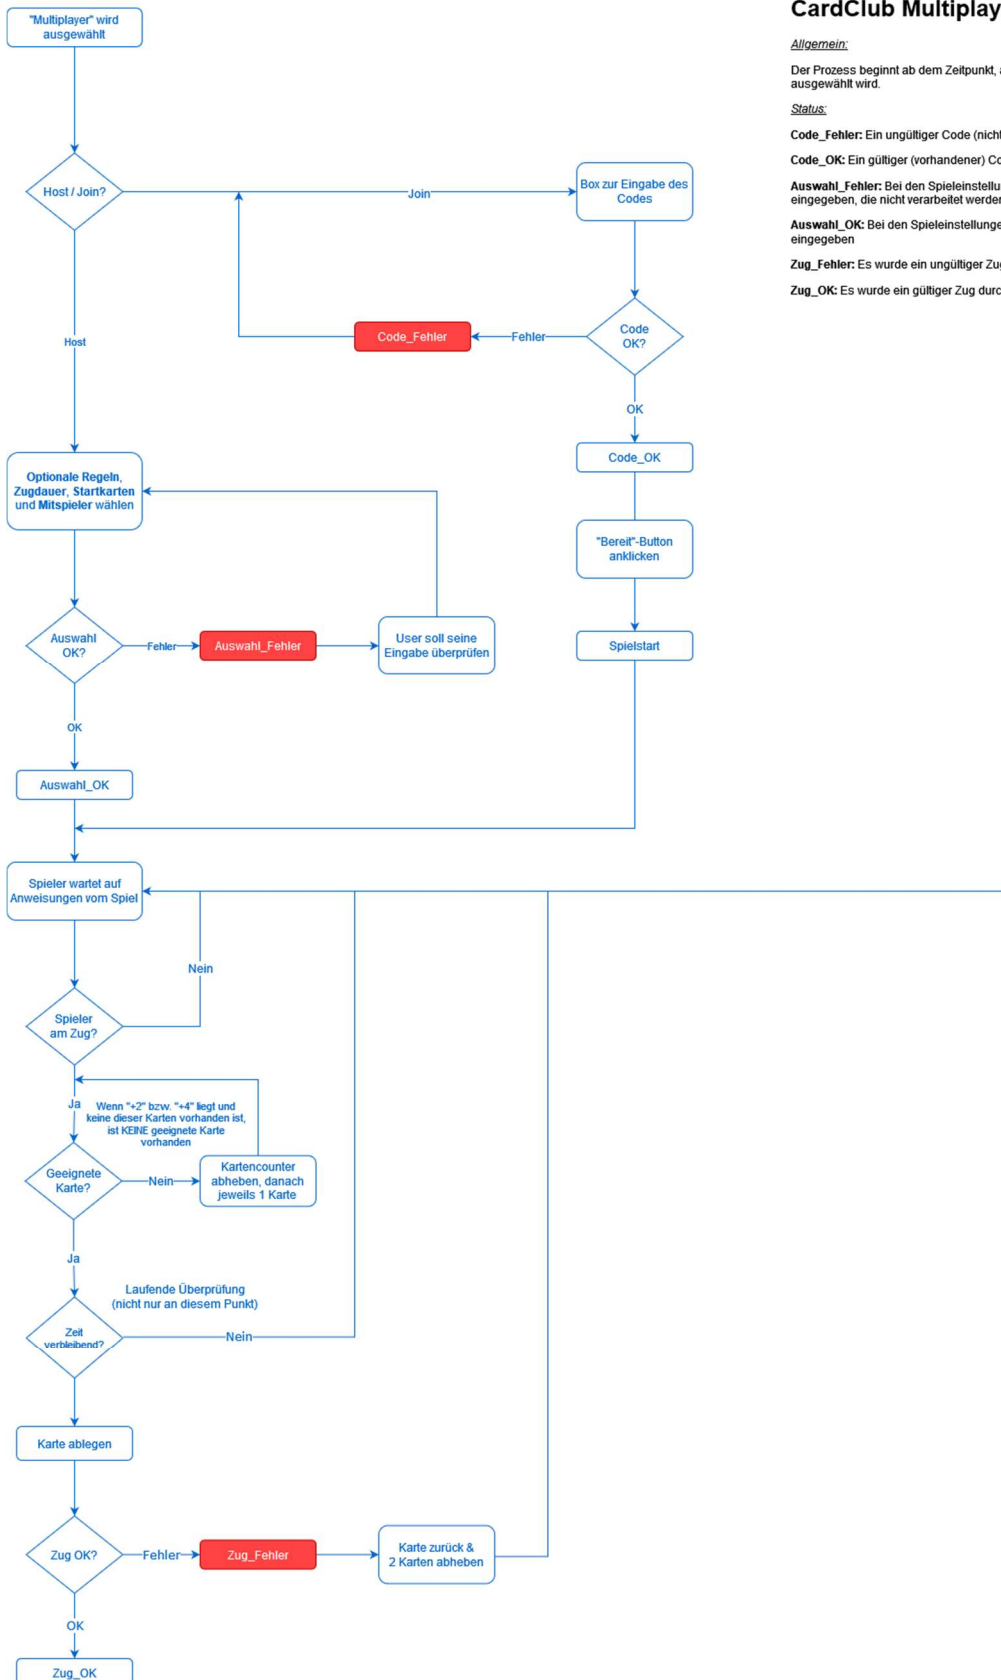 "Multiplayer" wird
ausgewählt
CardClub Multiplay
Allgemein:
Der Prozess beginnt ab dem Zeitpunkt,
ausgewählt wird.
Status:
Code_Fehler: Ein ungültiger Code (nicht
Code_OK: Ein gültiger (vorhandener) Co
Auswahl_Fehler: Bei den Spieleinstellu
eingegeben, die nicht verarbeitet werder
Auswahl_OK: Bei den Spieleinstellunge
eingegeben
Zug_Fehler: Es wurde ein ungültiger Zug
Zug_OK: Es wurde ein gültiger Zug durc
Host / Join?
Join
Box zur Eingabe des
Codes
Host
Code_Fehler
Fehler
Code
OK?
OK
Code_OK
Optionale Regeln,
Zugdauer, Startkarten
und Mitspieler wählen
"Bereit"-Button
anklicken
Auswahl
OK?
Fehler
Auswahl_Fehler
User soll seine
Eingabe überprüfen
Spielstart
OK
Auswahl_OK
Spieler wartet auf
Anweisungen vom Spiel
Nein
Spieler
am Zug?
Ja
Wenn "+2" bzw. "+4" liegt und
keine dieser Karten vorhanden ist,
ist KEINE geeignete Karte
vorhanden
Geeignete
Karte?
Nein
Kartencounter
abheben, danach
jeweils 1 Karte
Ja
Laufende Überprüfung
(nicht nur an diesem Punkt)
Zeit
verbleibend?
Nein
Karte ablegen
Zug OK?
Fehler
Zug_Fehler
Karte zurück &
2 Karten abheben
OK
Zug_OK